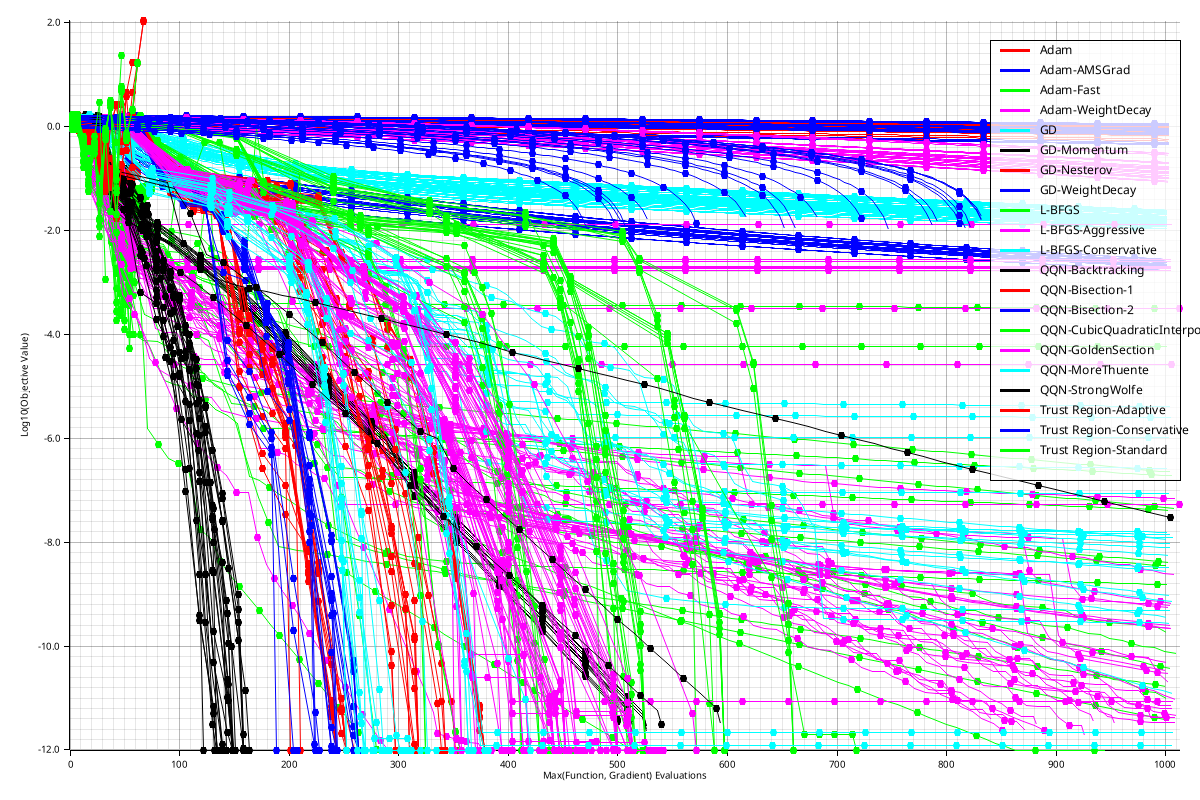 2.0
0.0
-2.0
-4.0
-6.0
-8.0
-10.0
-12.0
Log10(Objective Value)
0 100 200 300 400 500 600 700 800 900 1000
Max(Function, Gradient) Evaluations
Adam
Adam-AMSGrad
Adam-Fast
Adam-WeightDecay
GD
GD-Momentum
GD-Nesterov
GD-WeightDecay
L-BFGS
L-BFGS-Aggressive
L-BFGS-Conservative
QQN-Backtracking
QQN-Bisection-1
QQN-Bisection-2
QQN-CubicQuadraticInterpo
QQN-GoldenSection
QQN-MoreThuente
QQN-StrongWolfe
Trust Region-Adaptive
Trust Region-Conservative
Trust Region-Standard